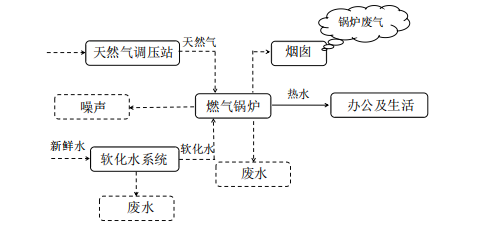 锅炉废气
天然气调压站
天然气
烟囱
噪声
燃气锅炉
热水
办公及生活
新鲜水
软化水系统
软化水
废水
废水